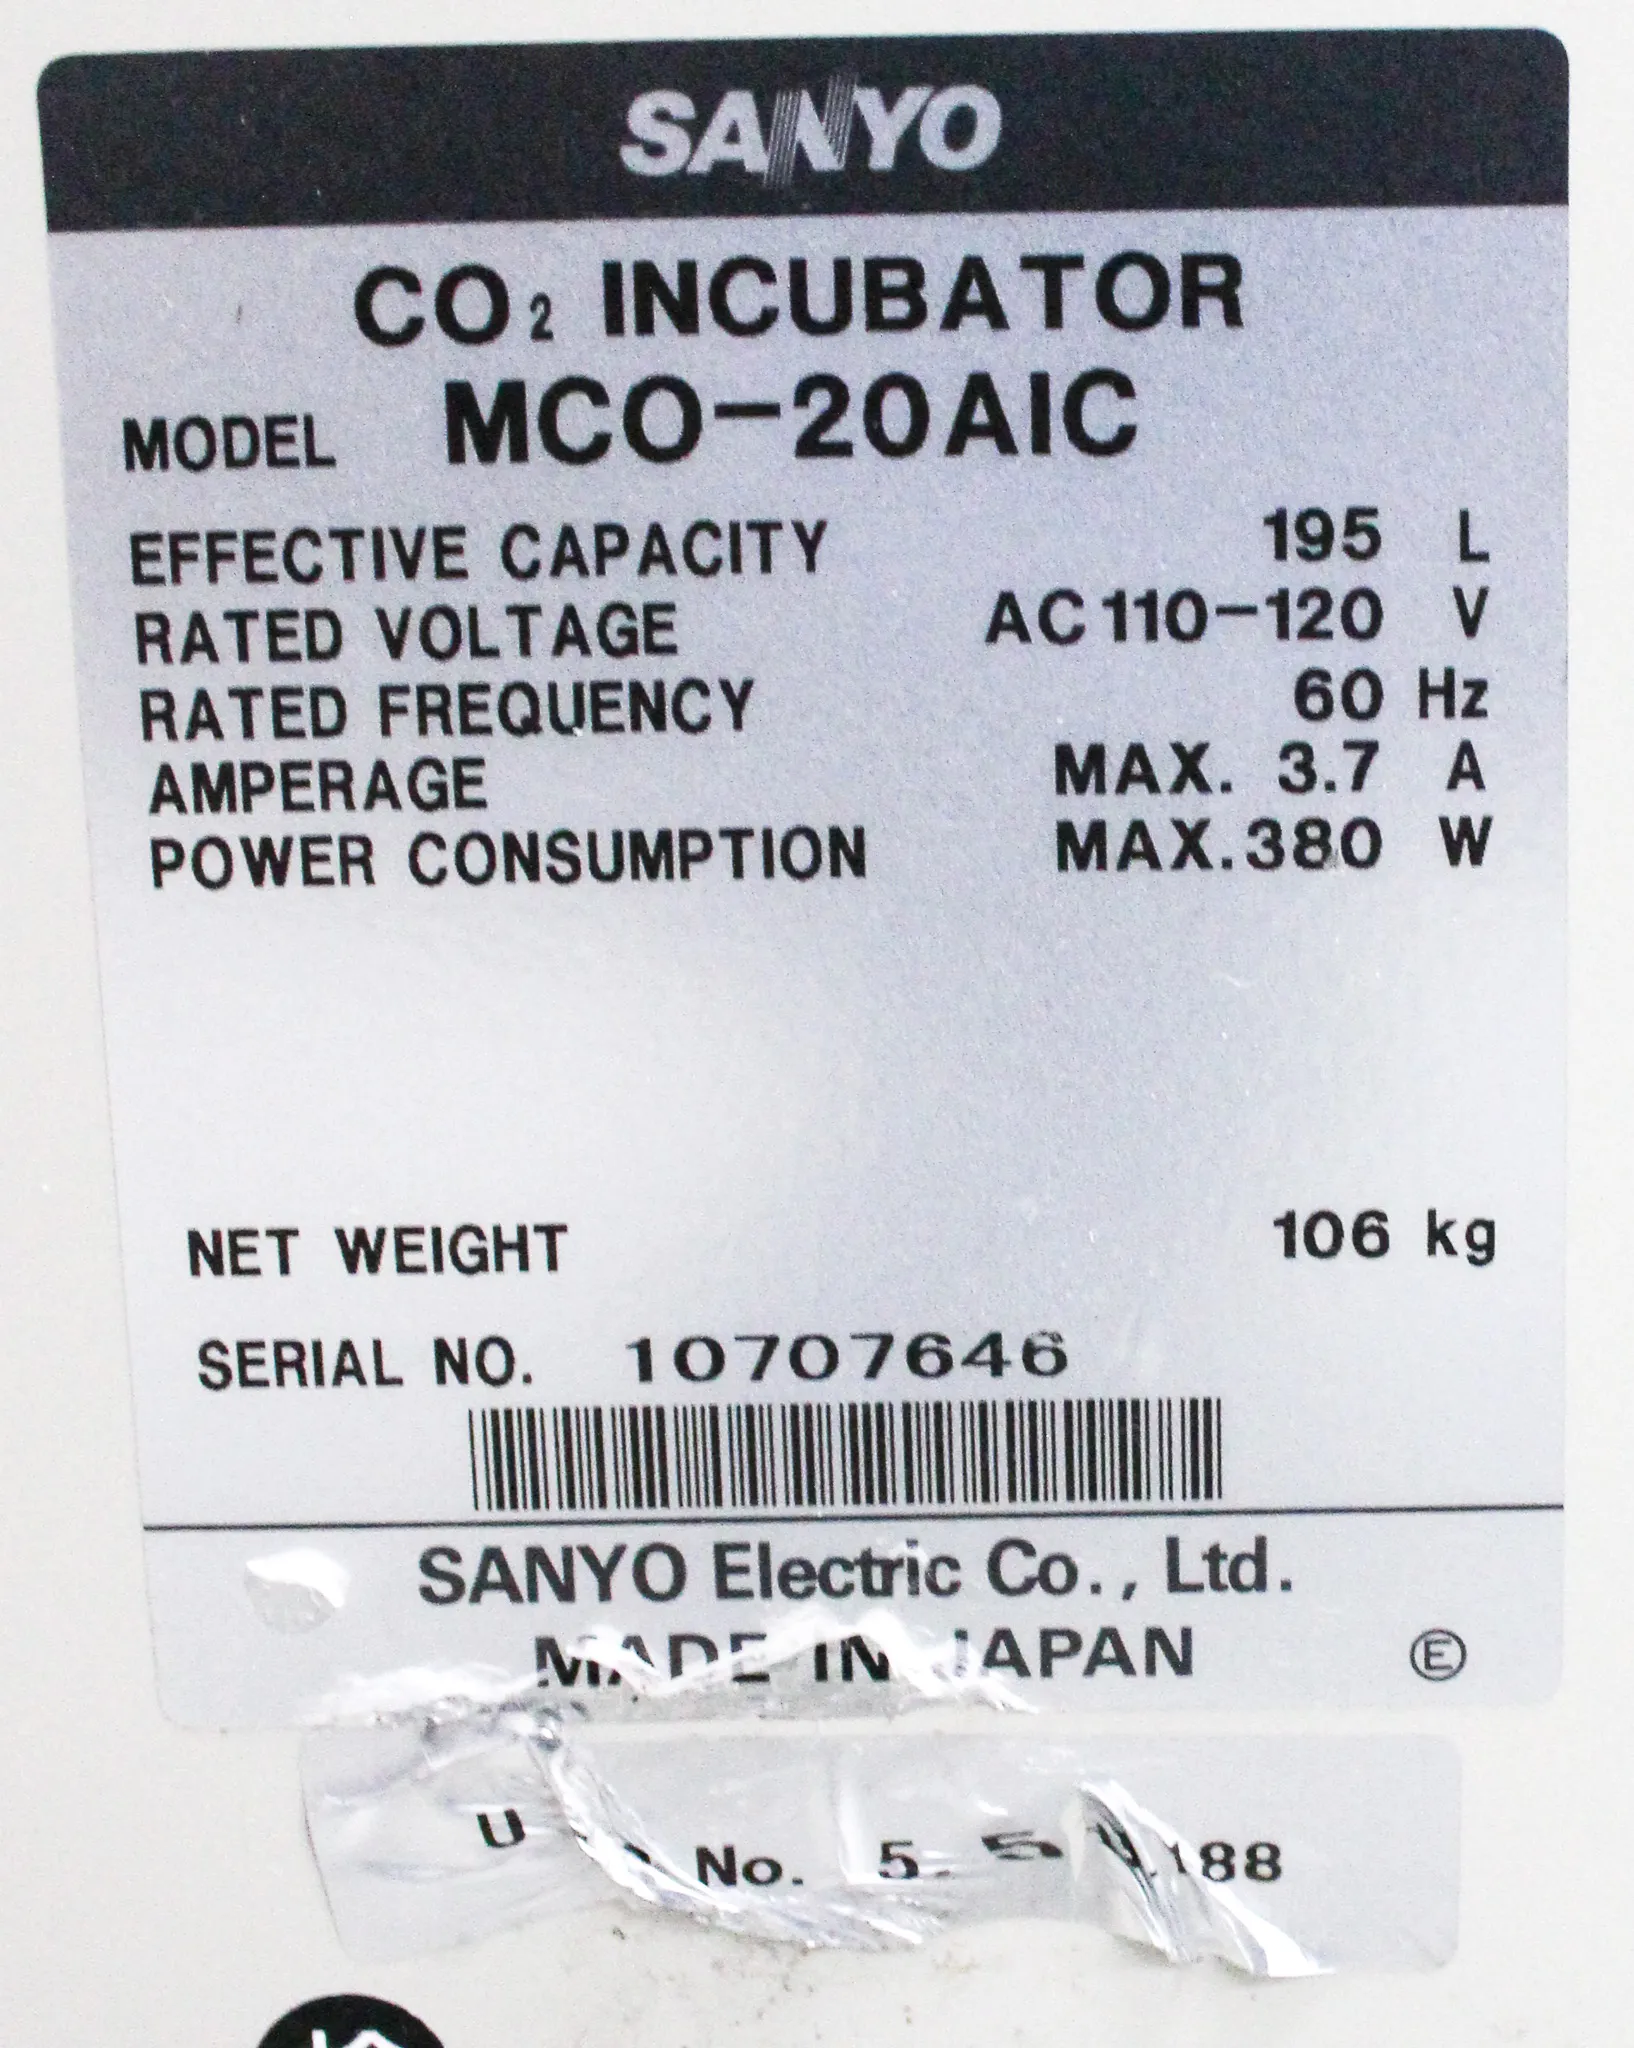 SANYO
CO₂ INCUBATOR
MODEL MCO-20AIC
EFFECTIVE CAPACITY 195 L
RATED VOLTAGE AC110-120 V
RATED FREQUENCY 60 Hz
AMPERAGE MAX. 3.7 A
POWER CONSUMPTION MAX.380 W
NET WEIGHT 106 kg
SERIAL NO. 10707646
SANYO Electric Co., Ltd.
MADE IN JAPAN Ⓔ
No.